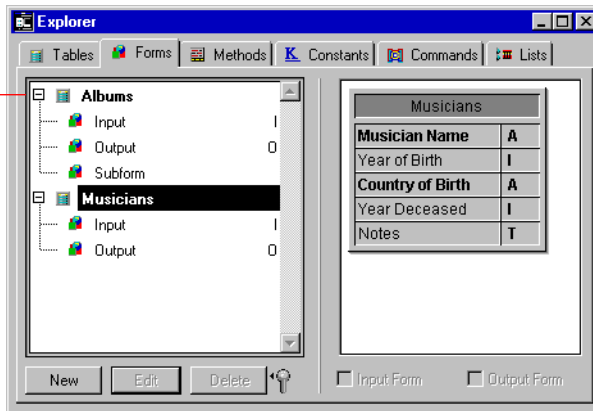 Explorer
Tables Forms Methods K Constants Commands Lists
Albums
Input I
Output O
Subform
Musicians
Input I
Output O
Musicians
Musician Name A
Year of Birth I
Country of Birth A
Year Deceased I
Notes T
New Edit Delete
Input Form Output Form